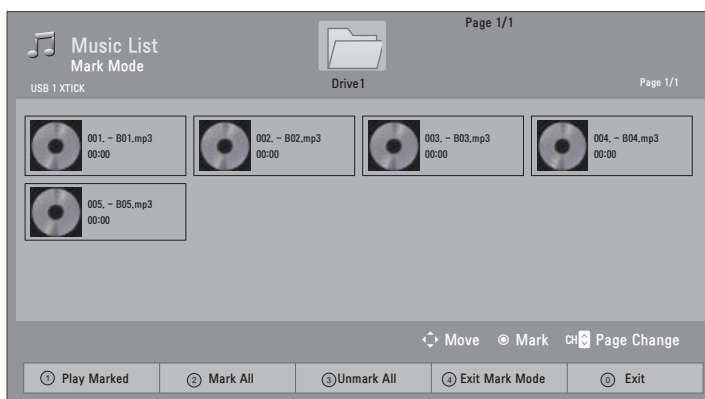 Page 1/1
Music List
Mark Mode
USB 1 XTICK
Drive1
Page 1/1
001. - B01.mp3
00:00
002. - B02.mp3
00:00
003. - B03.mp3
00:00
004. - B04.mp3
00:00
005. - B05.mp3
00:00
Move ◉ Mark CH Page Change
① Play Marked ② Mark All ③ Unmark All ④ Exit Mark Mode ⓪ Exit